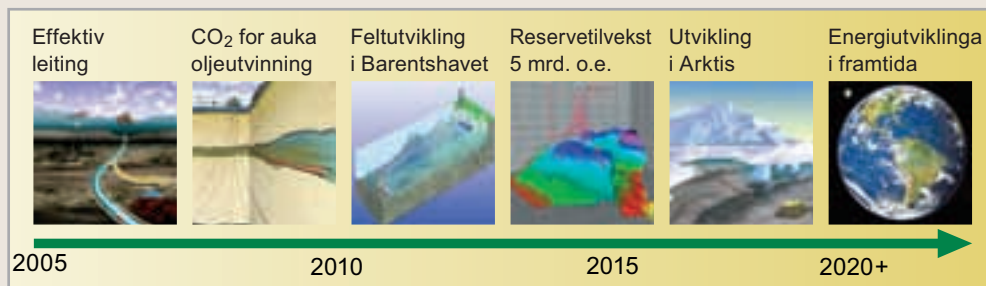 Effektiv
leiting
CO₂ for auka
oljeutvinning
Feltutvikling
i Barentshavet
Reservetilvekst
5 mrd. o.e.
Utvikling
i Arktis
Energiutviklinga
i framtida
2005
2010
2015
2020+